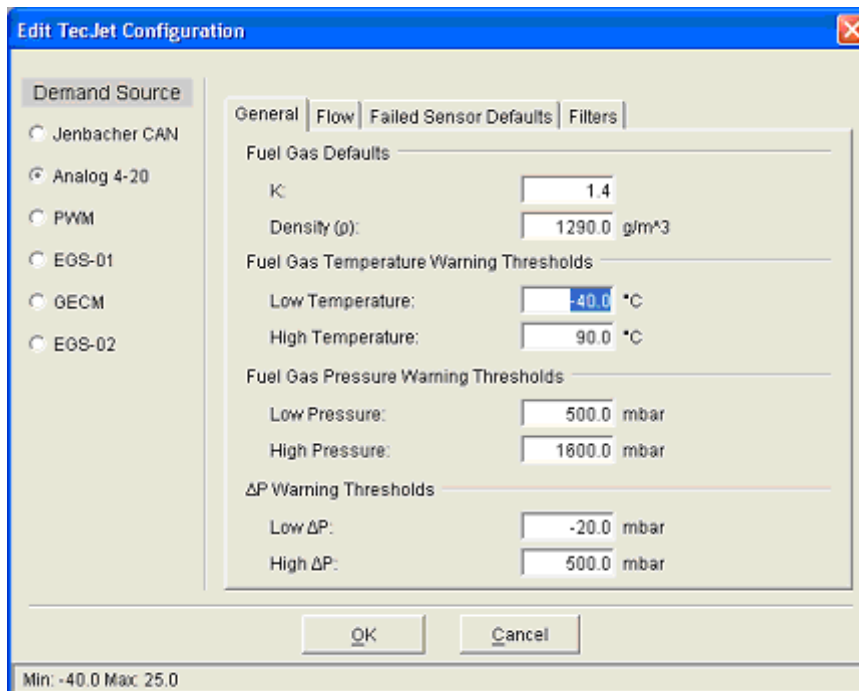 Edit TecJet Configuration
Demand Source
Jenbacher CAN
Analog 4-20
PWM
EGS-01
GECM
EGS-02
General Flow Failed Sensor Defaults Filters
Fuel Gas Defaults
K: 1.4
Density (ρ): 1290.0 g/m^3
Fuel Gas Temperature Warning Thresholds
Low Temperature: -40.0 °C
High Temperature: 90.0 °C
Fuel Gas Pressure Warning Thresholds
Low Pressure: 500.0 mbar
High Pressure: 1600.0 mbar
ΔP Warning Thresholds
Low ΔP: -20.0 mbar
High ΔP: 500.0 mbar
OK Cancel
Min: -40.0 Max: 25.0